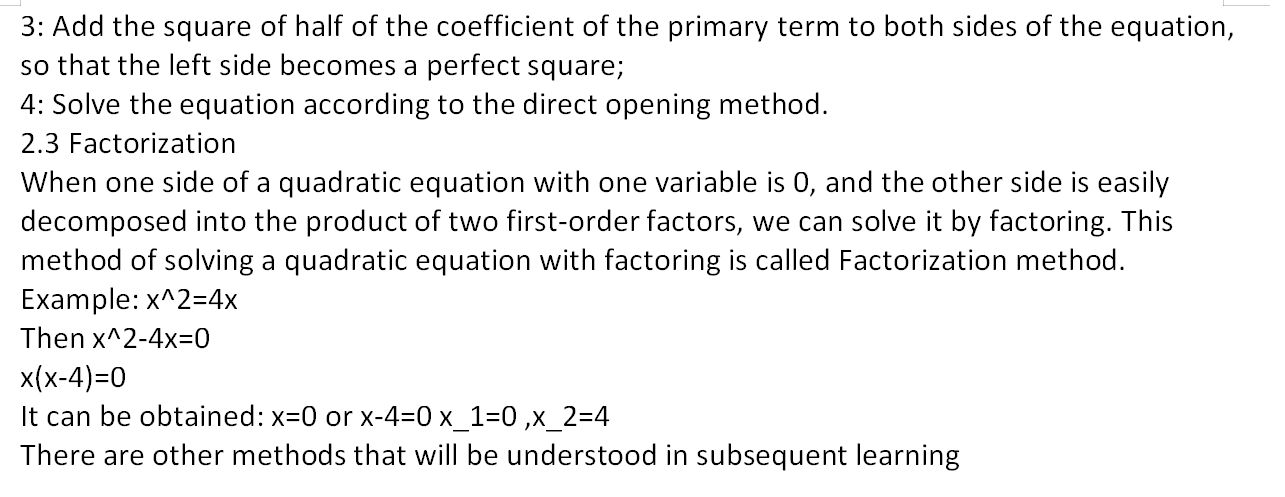 3: Add the square of half of the coefficient of the primary term to both sides of the equation,
so that the left side becomes a perfect square;
4: Solve the equation according to the direct opening method.
2.3 Factorization
When one side of a quadratic equation with one variable is 0, and the other side is easily
decomposed into the product of two first-order factors, we can solve it by factoring. This
method of solving a quadratic equation with factoring is called Factorization method.
Example: x^2=4x
Then x^2-4x=0
x(x-4)=0
It can be obtained: x=0 or x-4=0 x_1=0 ,x_2=4
There are other methods that will be understood in subsequent learning